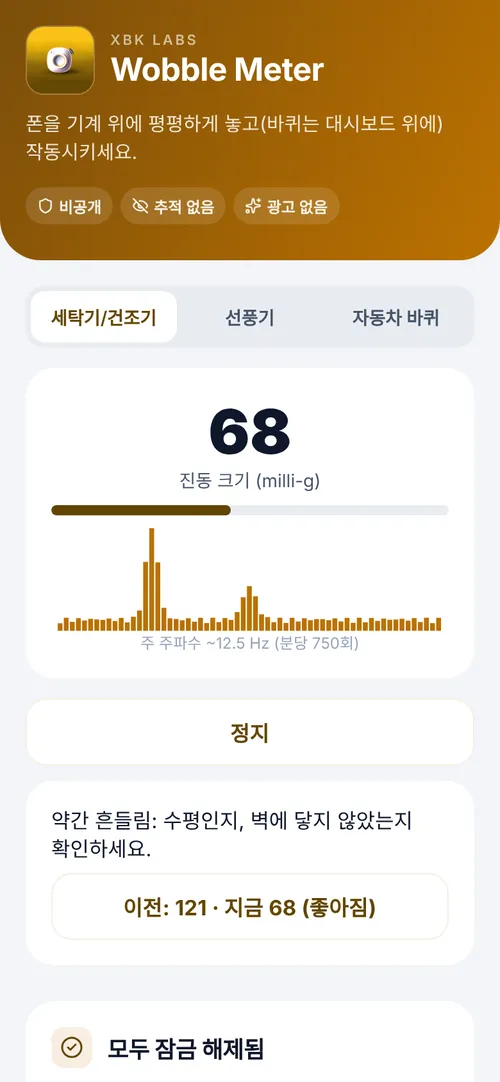 XBK LABS
Wobble Meter
폰을 기계 위에 평평하게 놓고(바퀴는 대시보드 위에)
작동시키세요.
비공개
추적 없음
광고 없음
세탁기/건조기
선풍기
자동차 바퀴
68
진동 크기 (milli-g)
주 주파수 ~12.5 Hz (분당 750회)
정지
약간 흔들림: 수평인지, 벽에 닿지 않았는지
확인하세요.
이전: 121 · 지금 68 (좋아짐)
모두 잠금 해제됨